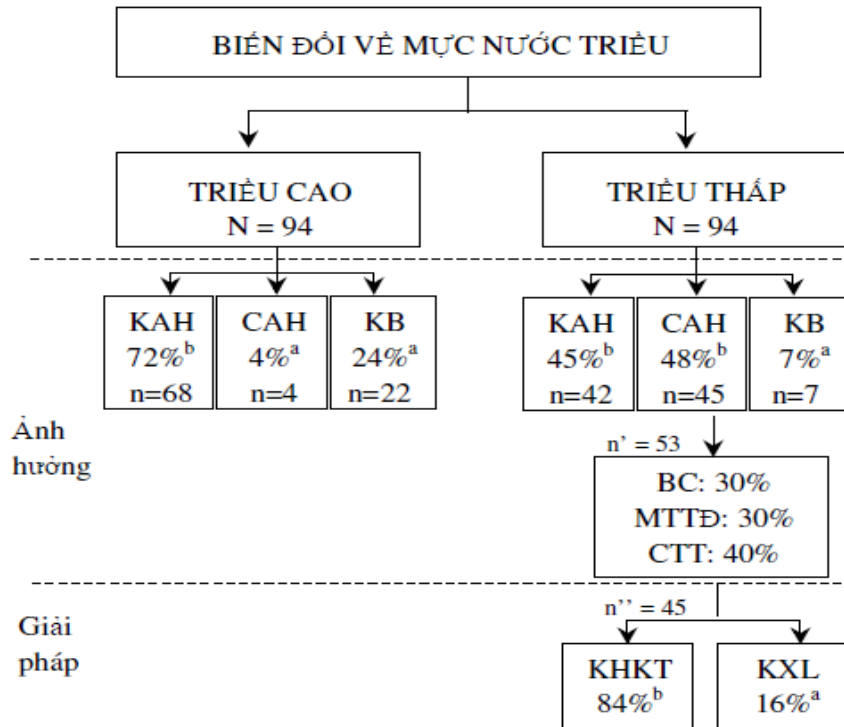 BIẾN ĐỔI VỀ MỰC NƯỚC TRIỀU
TRIỀU CAO
N = 94
TRIỀU THẤP
N = 94
KAH
72%ᵇ
n=68
CAH
4%ᵃ
n=4
KB
24%ᵃ
n=22
KAH
45%ᵇ
n=42
CAH
48%ᵇ
n=45
KB
7%ᵃ
n=7
Ảnh
hưởng
n' = 53
BC: 30%
MTTĐ: 30%
CTT: 40%
Giải
pháp
n'' = 45
KHKT
84%ᵇ
KXL
16%ᵃ